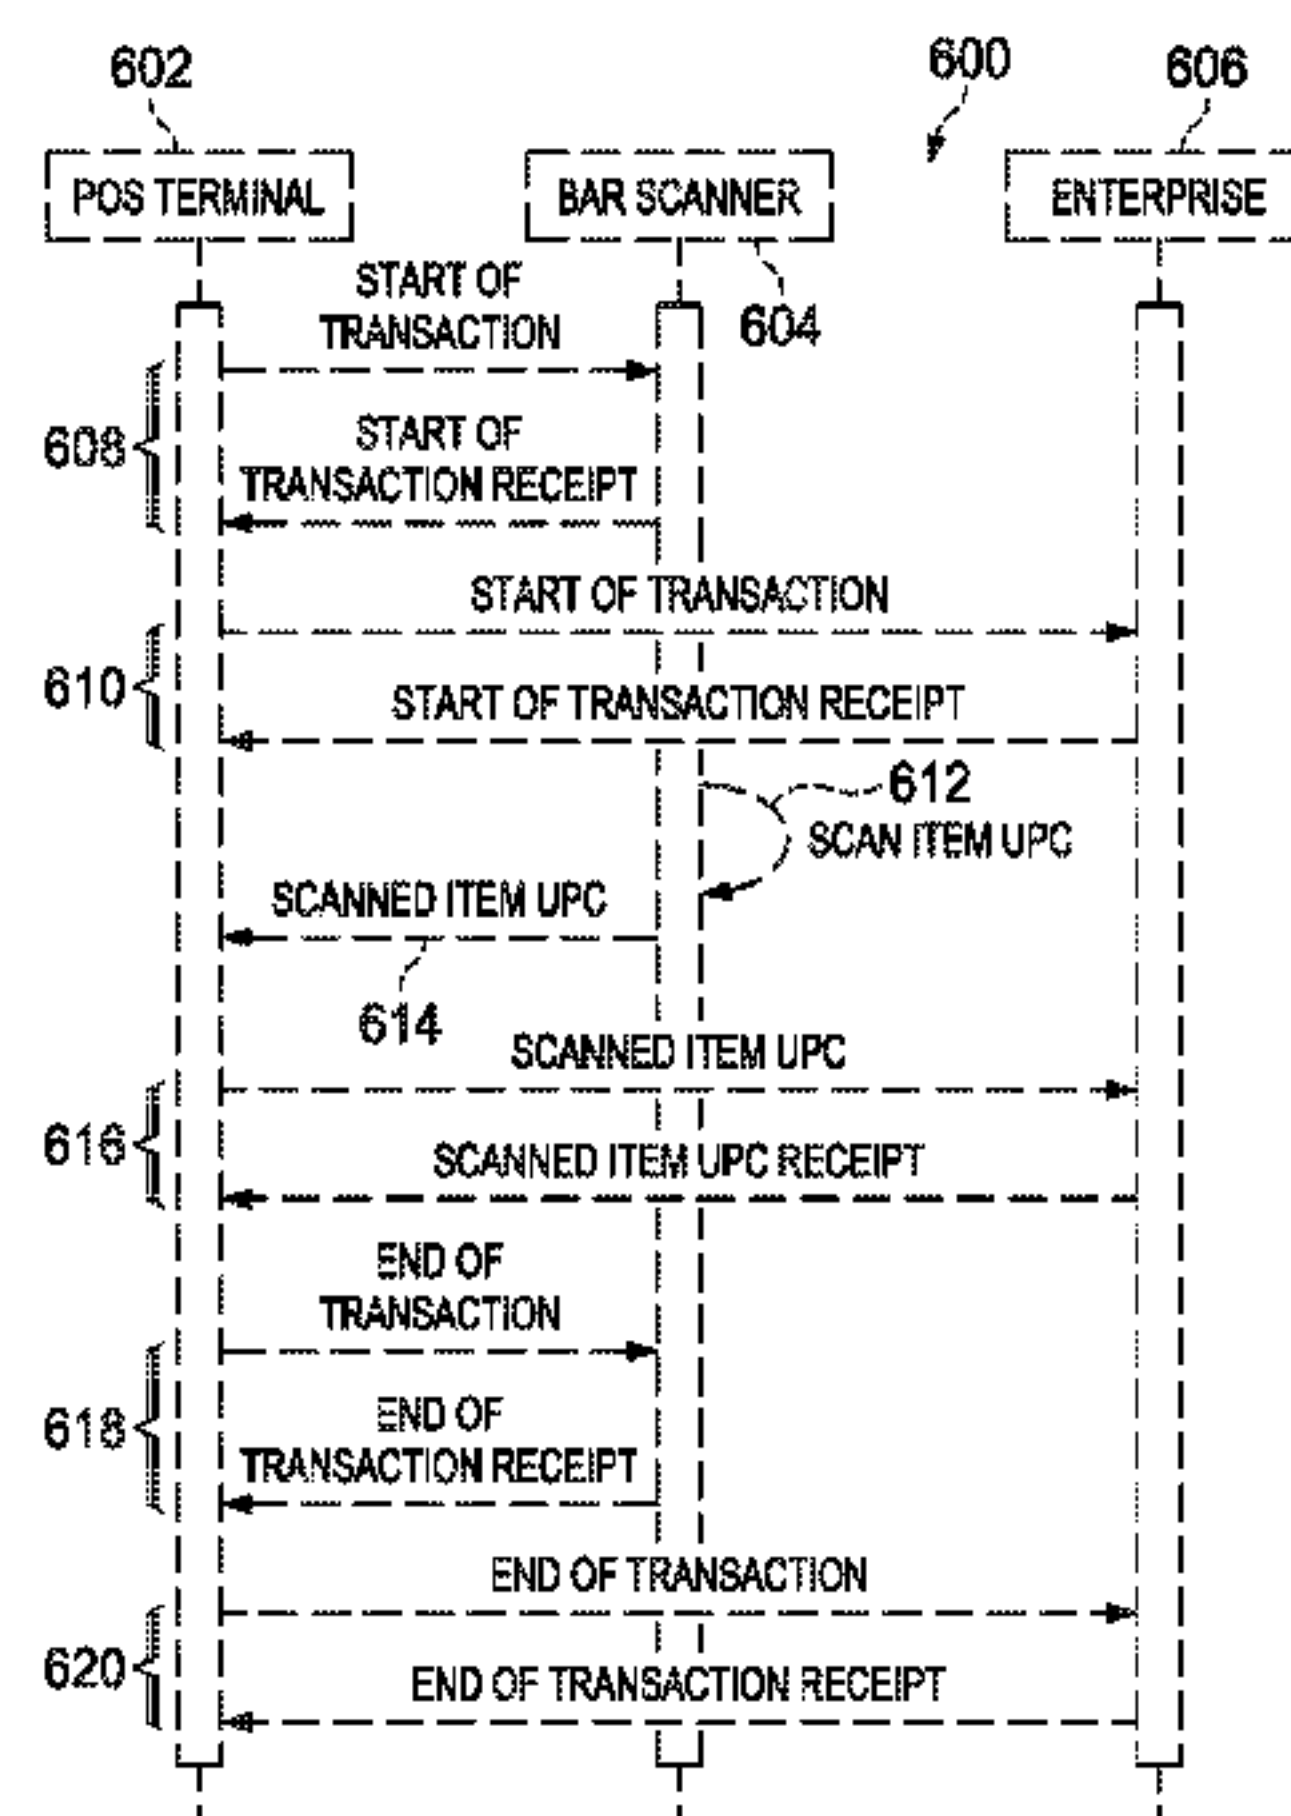 602
600
606
POS TERMINAL
BAR SCANNER
ENTERPRISE
604
START OF
TRANSACTION
608
START OF
TRANSACTION RECEIPT
START OF TRANSACTION
610
START OF TRANSACTION RECEIPT
612
SCAN ITEM UPC
SCANNED ITEM UPC
614
SCANNED ITEM UPC
616
SCANNED ITEM UPC RECEIPT
END OF
TRANSACTION
618
END OF
TRANSACTION RECEIPT
END OF TRANSACTION
620
END OF TRANSACTION RECEIPT